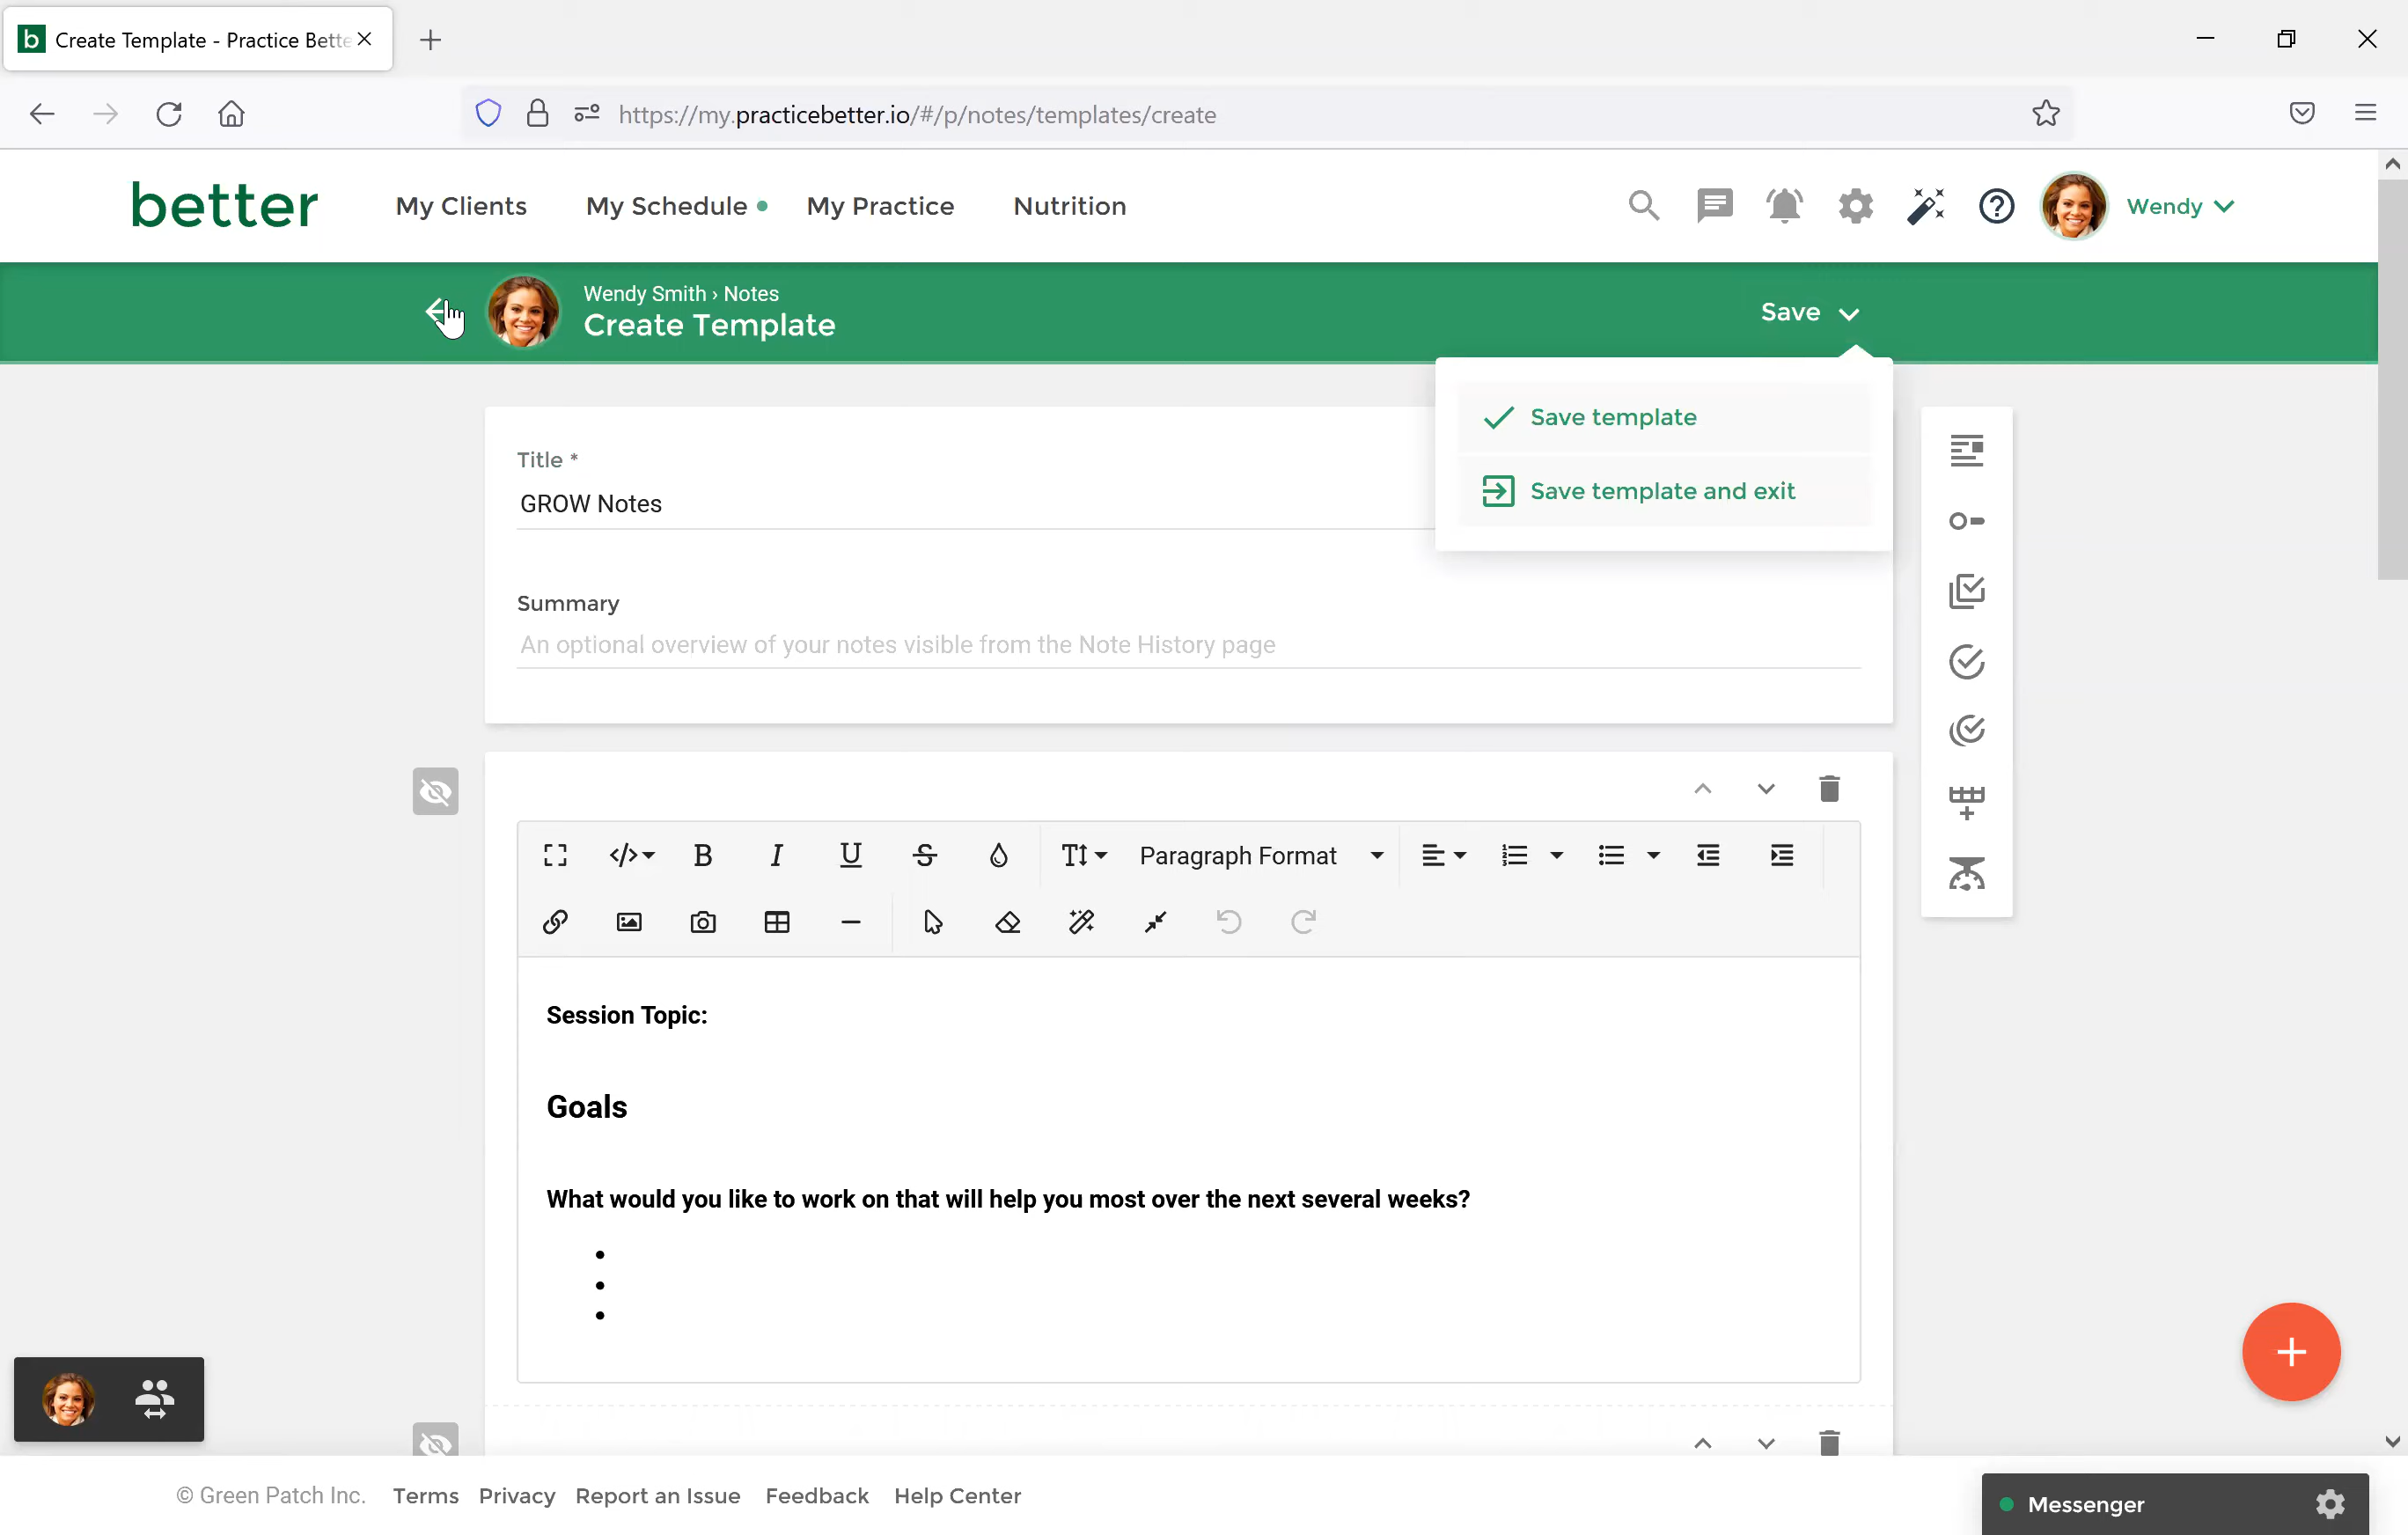 b Create Template - Practice Bette
https://my.practicebetter.io/#/p/notes/templates/create
better My Clients My Schedule My Practice Nutrition Wendy
Wendy Smith › Notes
Create Template
Save
Save template
Save template and exit
Title *
GROW Notes
Summary
An optional overview of your notes visible from the Note History page
Paragraph Format
Session Topic:
Goals
What would you like to work on that will help you most over the next several weeks?
© Green Patch Inc. Terms Privacy Report an Issue Feedback Help Center
Messenger